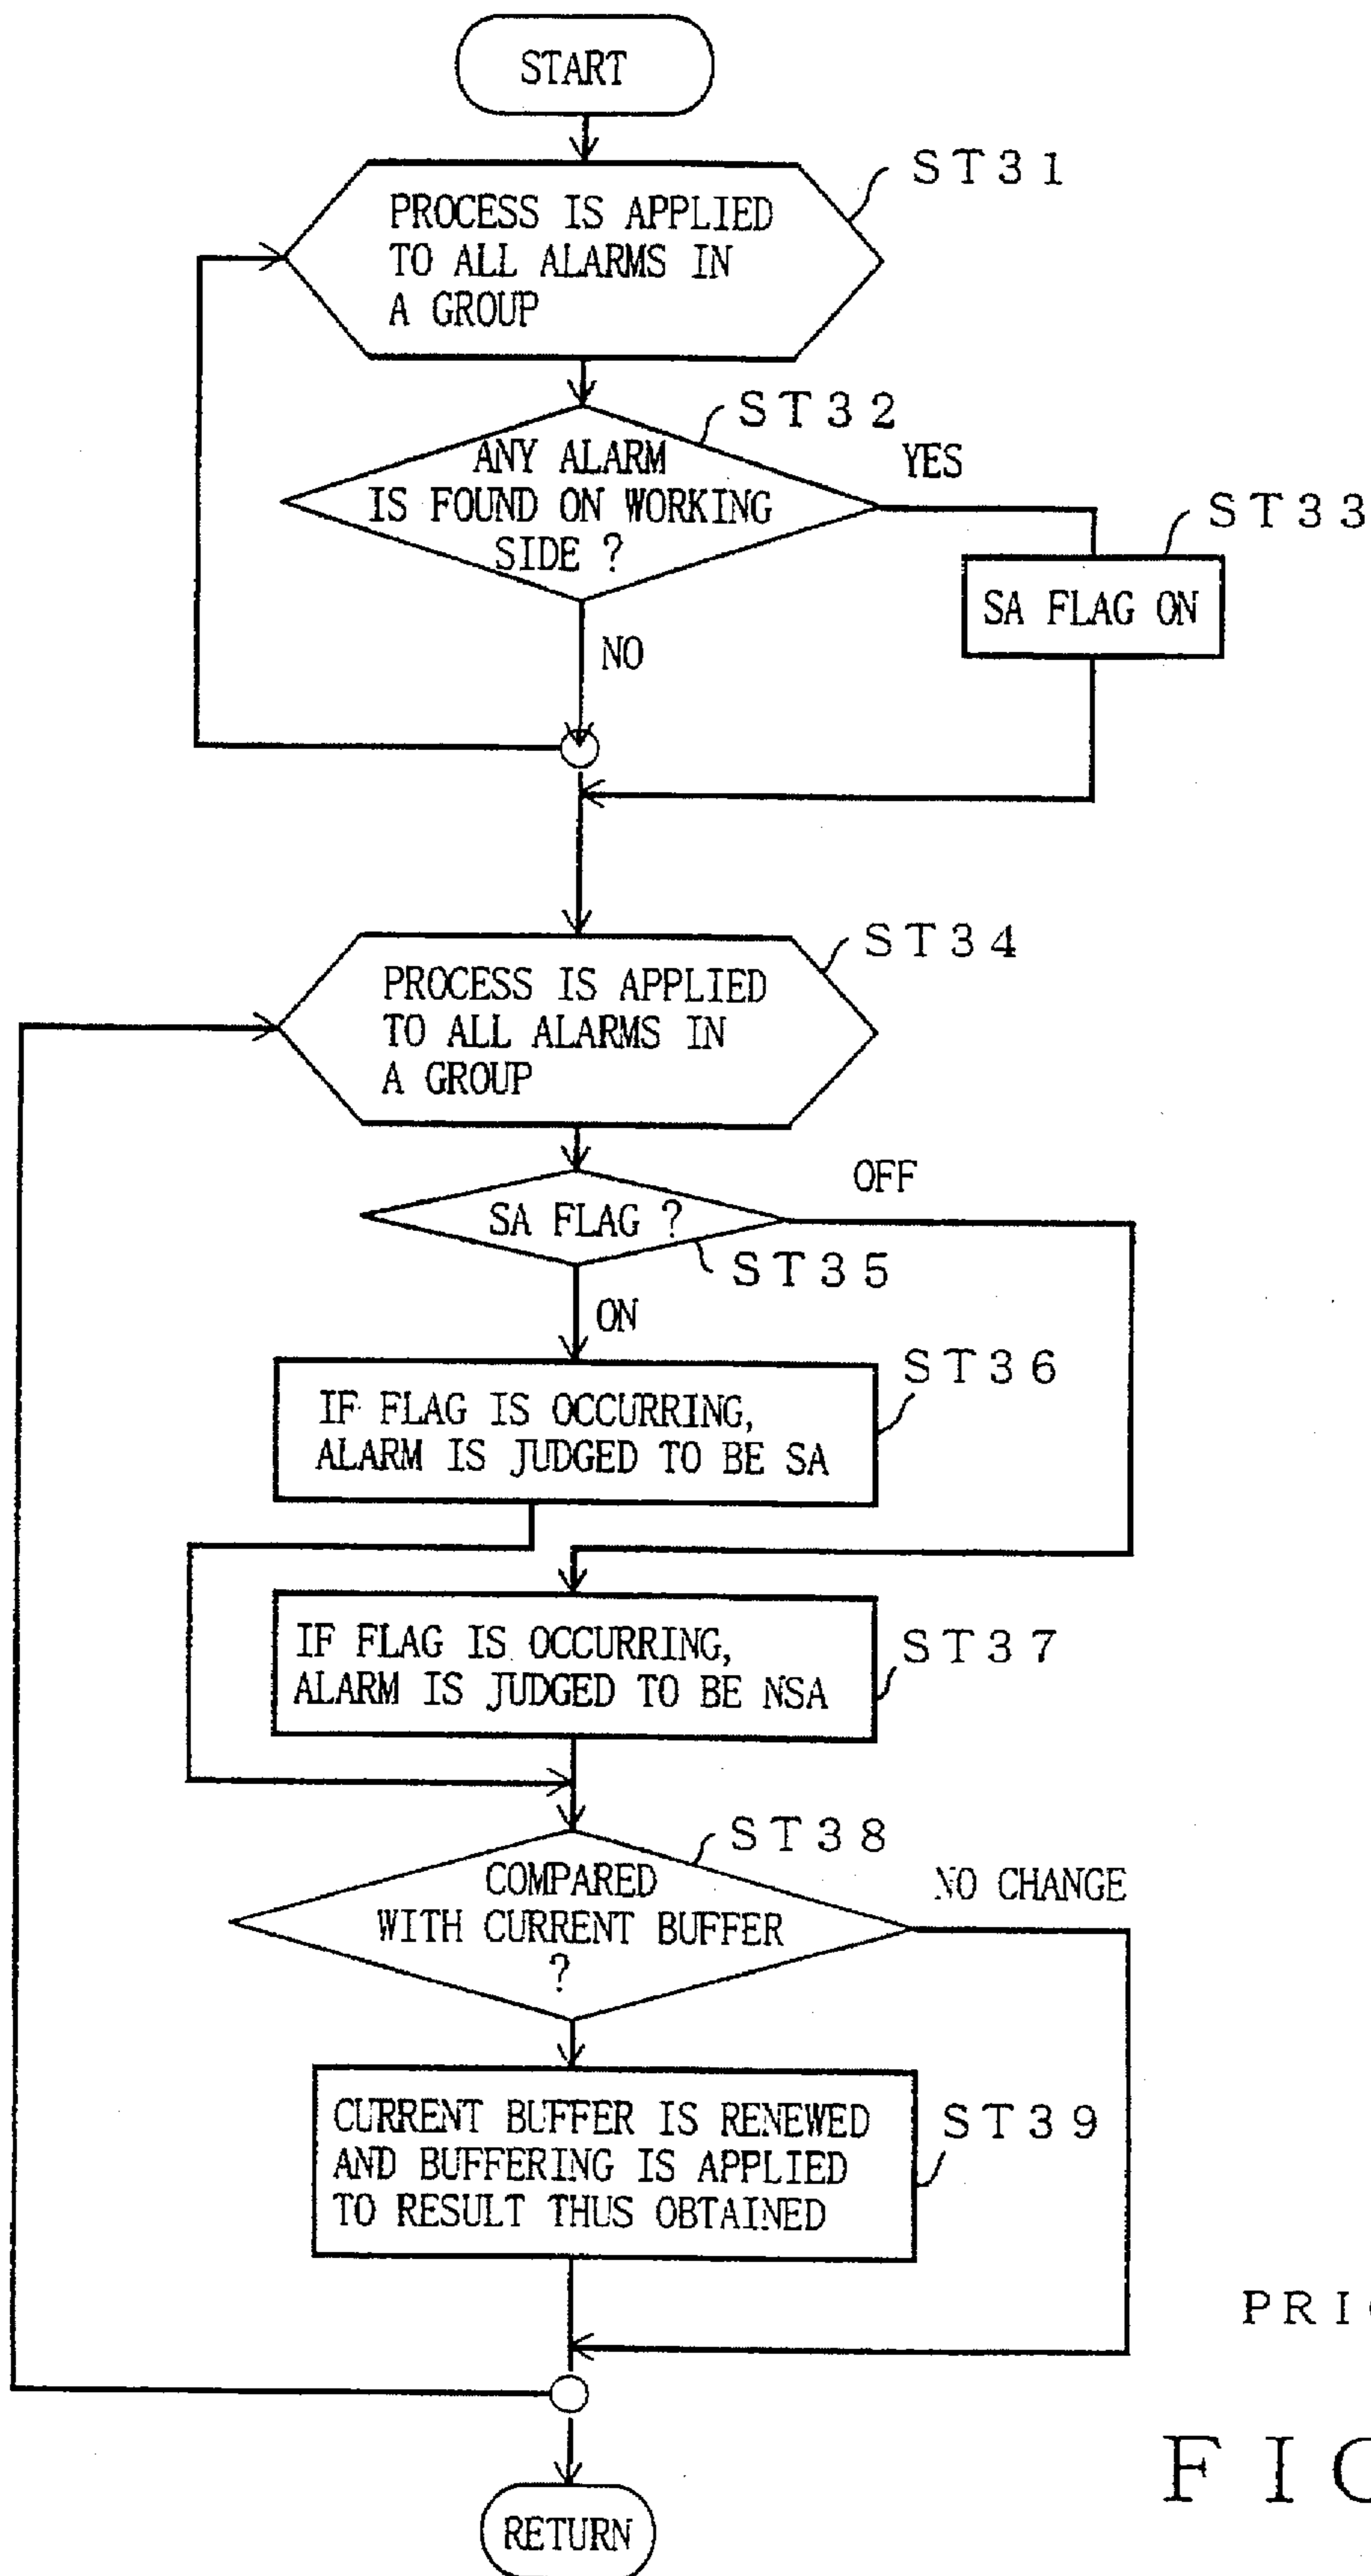 START
ST31
PROCESS IS APPLIED
TO ALL ALARMS IN
A GROUP
ST32
ANY ALARM
IS FOUND ON WORKING
SIDE ?
YES
ST33
SA FLAG ON
NO
ST34
PROCESS IS APPLIED
TO ALL ALARMS IN
A GROUP
OFF
SA FLAG ?
ST35
ON
ST36
IF FLAG IS OCCURRING,
ALARM IS JUDGED TO BE SA
ST37
IF FLAG IS OCCURRING,
ALARM IS JUDGED TO BE NSA
ST38
COMPARED
WITH CURRENT BUFFER
?
NO CHANGE
ST39
CURRENT BUFFER IS RENEWED
AND BUFFERING IS APPLIED
TO RESULT THUS OBTAINED
RETURN